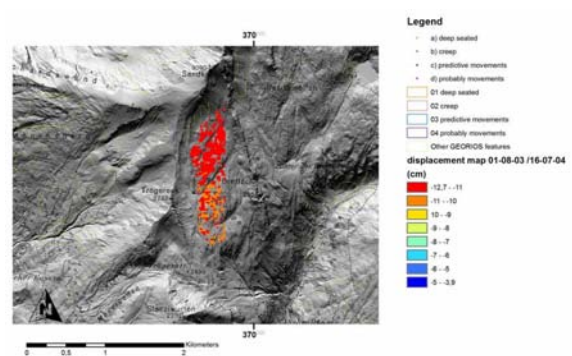 370
Legend
a) deep seated
b) creep
c) predictive movements
d) probably movements
01 deep seated
02 creep
03 predictive movements
04 probably movements
Other GEORIOS features
displacement map 01-08-03 /16-07-04
(cm)
-12,7 - -11
-11 - -10
10 - -9
-9 - -8
-8 - -7
-7 - -6
-6 - -5
-5 - -3,9
N
370
0 0,5 1 2
Kilometers